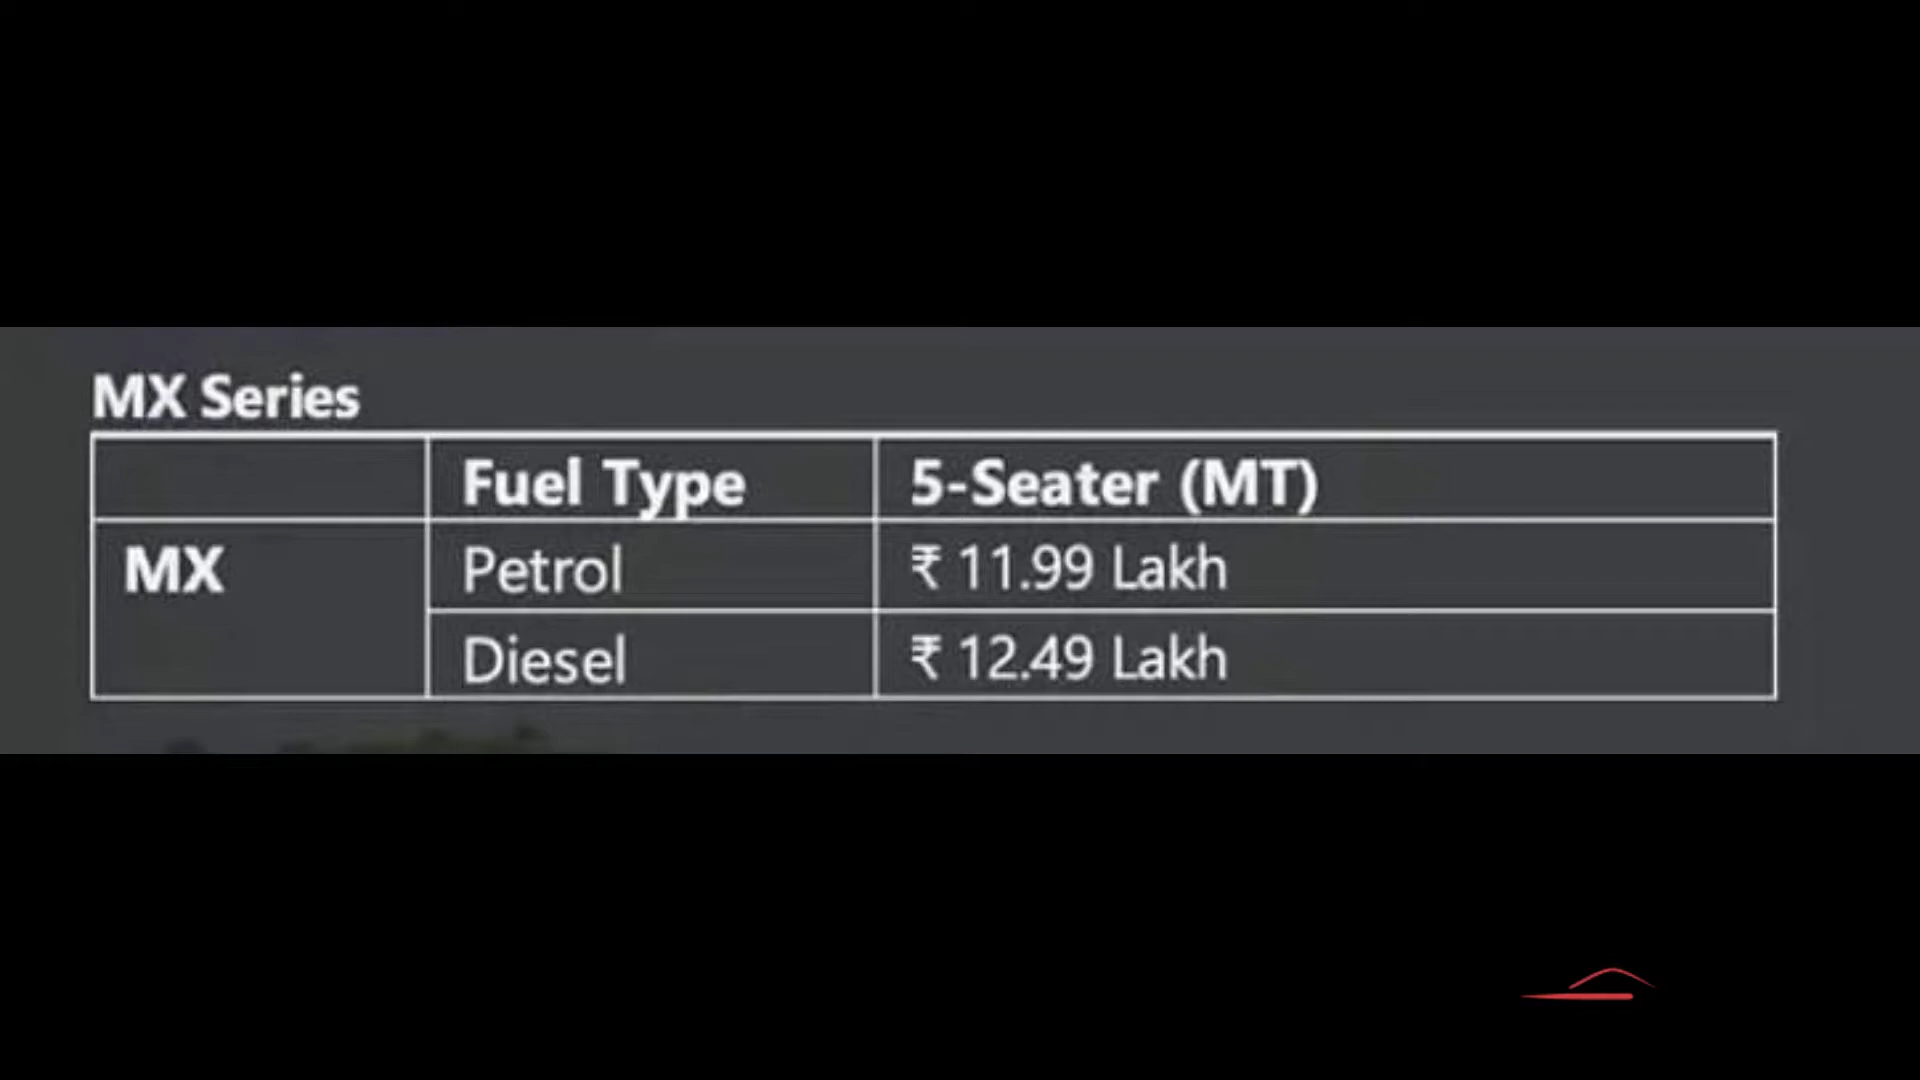 MX Series
Fuel Type 5-Seater (MT)
MX Petrol ₹ 11.99 Lakh
Diesel ₹ 12.49 Lakh